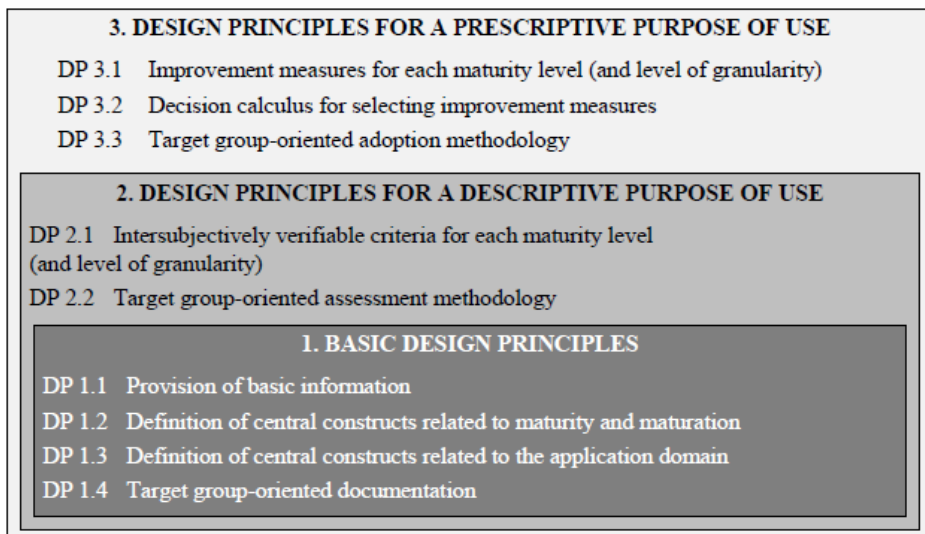 3. DESIGN PRINCIPLES FOR A PRESCRIPTIVE PURPOSE OF USE
DP 3.1 Improvement measures for each maturity level (and level of granularity)
DP 3.2 Decision calculus for selecting improvement measures
DP 3.3 Target group-oriented adoption methodology
2. DESIGN PRINCIPLES FOR A DESCRIPTIVE PURPOSE OF USE
DP 2.1 Intersubjectively verifiable criteria for each maturity level
(and level of granularity)
DP 2.2 Target group-oriented assessment methodology
1. BASIC DESIGN PRINCIPLES
DP 1.1 Provision of basic information
DP 1.2 Definition of central constructs related to maturity and maturation
DP 1.3 Definition of central constructs related to the application domain
DP 1.4 Target group-oriented documentation